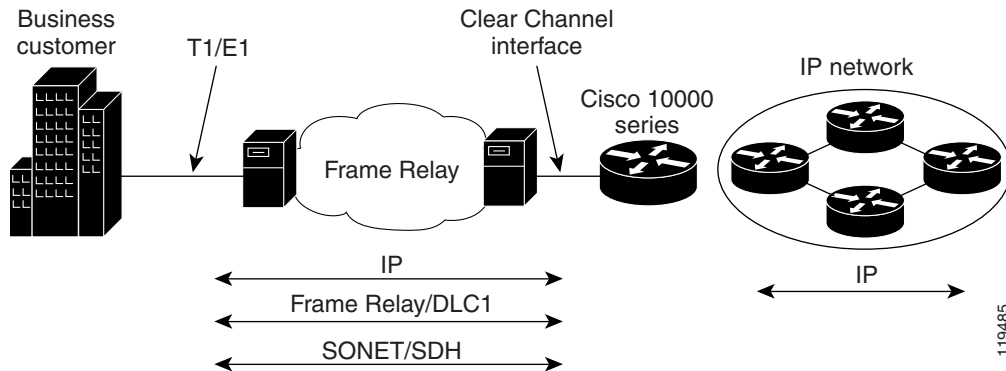 Business
customer
T1/E1
Clear Channel
interface
Cisco 10000
series
IP network
Frame Relay
IP
Frame Relay/DLC1
SONET/SDH
IP
119485